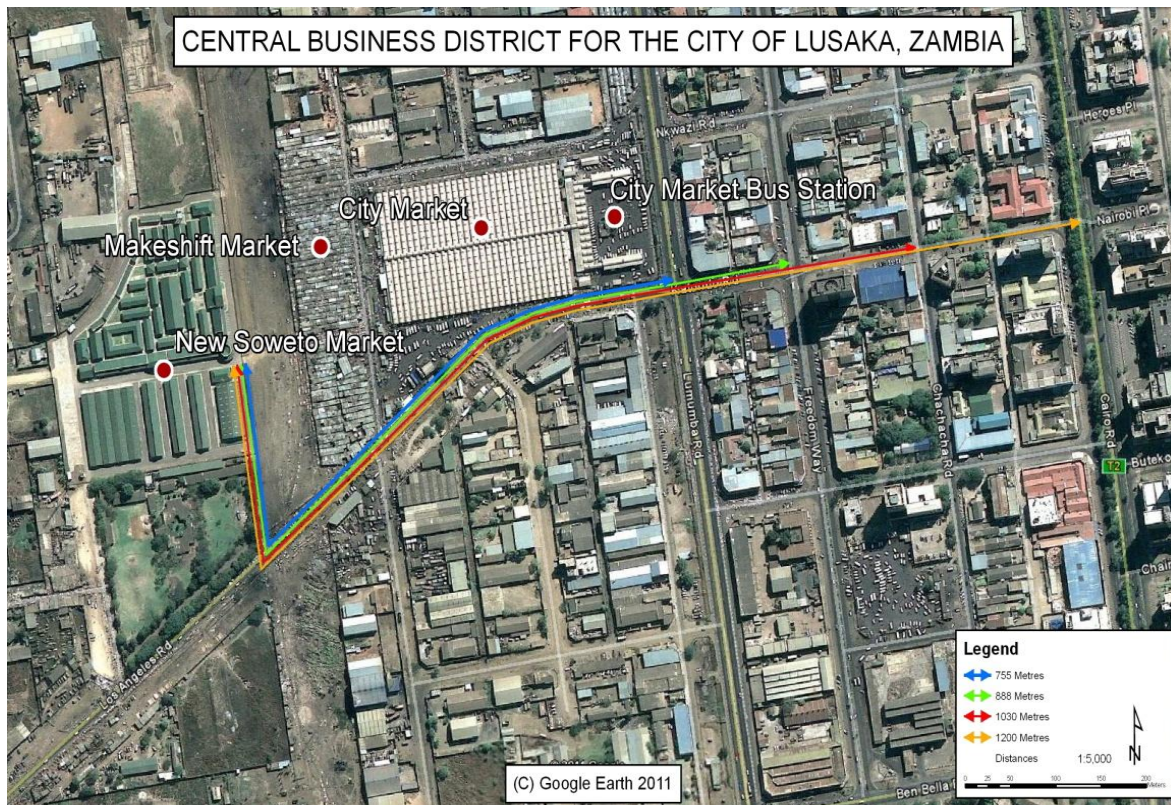 CENTRAL BUSINESS DISTRICT FOR THE CITY OF LUSAKA, ZAMBIA
Nkwazi Rd
Heroes Pl
City Market
City Market Bus Station
Nairobi Pl
Makeshift Market
New Soweto Market
Lumumba Rd
Freedom Way
Chachacha Rd
Cairo Rd
T2
Buteko
Chain
Los Angeles Rd
Legend
755 Metres
888 Metres
1030 Metres
1200 Metres
Distances 1:5,000
N
0 25 50 100 150 200
Meters
(C) Google Earth 2011
Ben Bella